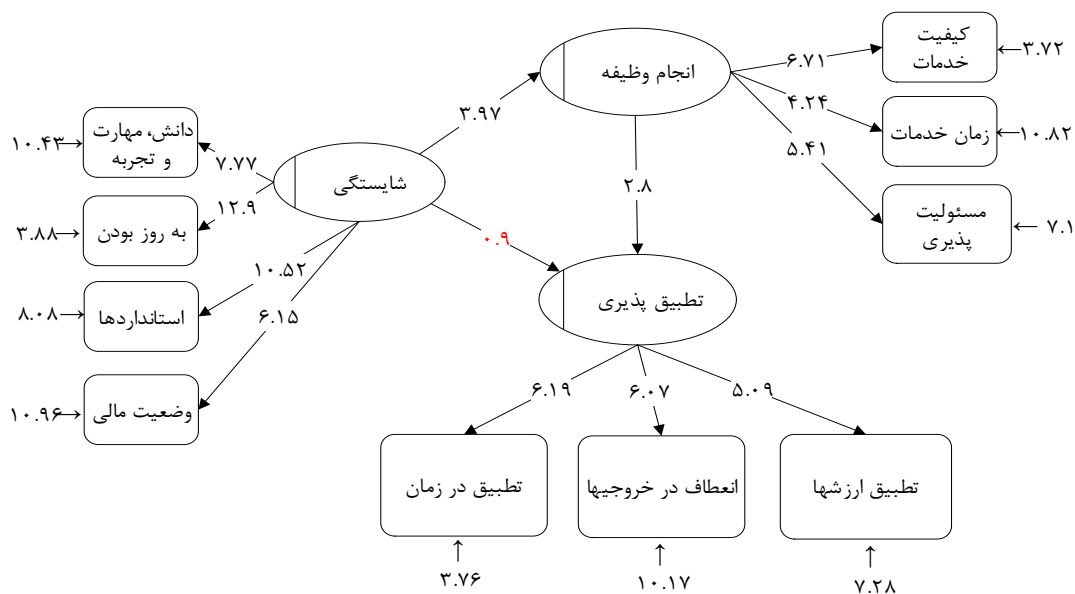 کیفیت
خدمات
۳.۷۲
۶.۷۱
انجام وظیفه
زمان خدمات
۱۰.۸۲
۴.۲۴
۵.۴۱
مسئولیت
پذیری
۷.۱
۳.۹۷
دانش، مهارت
و تجربه
۱۰.۴۳
۷.۷۷
شایستگی
۲.۸
به روز بودن
۳.۸۸
۱۲.۹
۰.۹
۱۰.۵۲
استانداردها
۸.۰۸
۶.۱۵
تطبیق پذیری
وضعیت مالی
۱۰.۹۶
۵.۰۹
۶.۰۷
۶.۱۹
تطبیق ارزشها
انعطاف در خروجیها
تطبیق در زمان
۷.۲۸
۱۰.۱۷
۳.۷۶